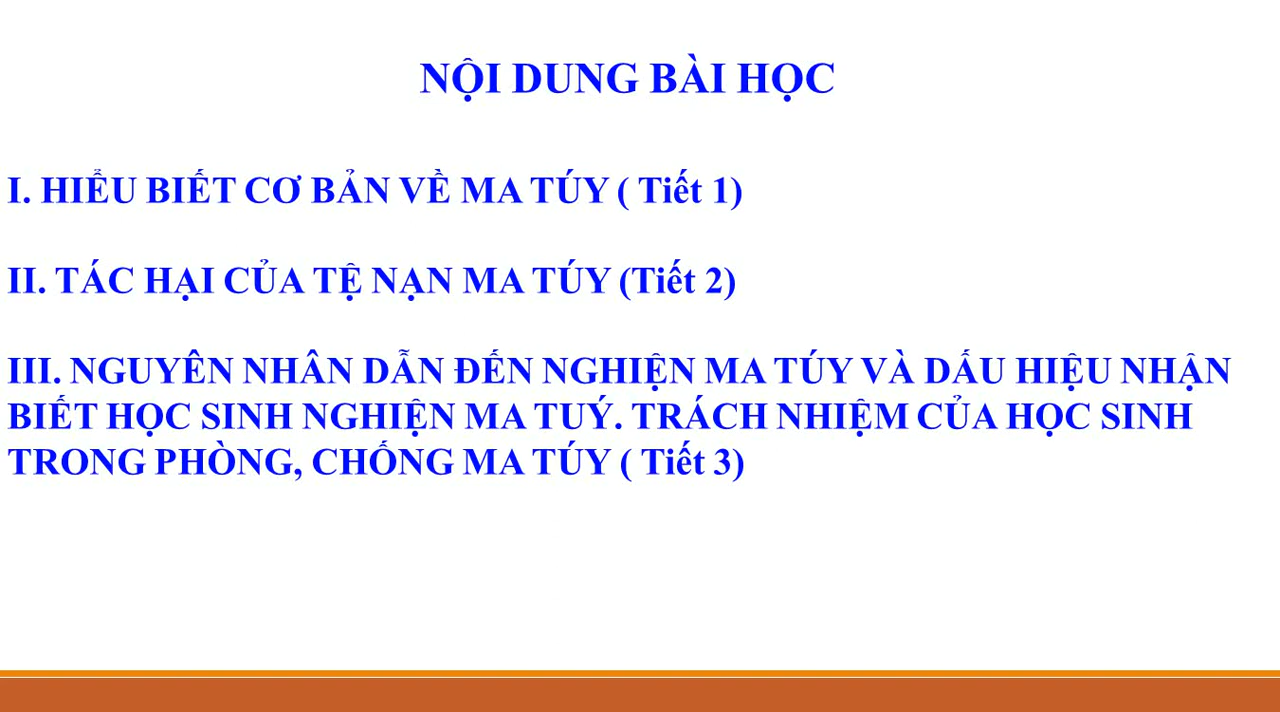 NỘI DUNG BÀI HỌC
I. HIỂU BIẾT CƠ BẢN VỀ MA TÚY ( Tiết 1)
II. TÁC HẠI CỦA TỆ NẠN MA TÚY (Tiết 2)
III. NGUYÊN NHÂN DẪN ĐẾN NGHIỆN MA TÚY VÀ DẤU HIỆU NHẬN
BIẾT HỌC SINH NGHIỆN MA TUÝ. TRÁCH NHIỆM CỦA HỌC SINH
TRONG PHÒNG, CHỐNG MA TÚY ( Tiết 3)